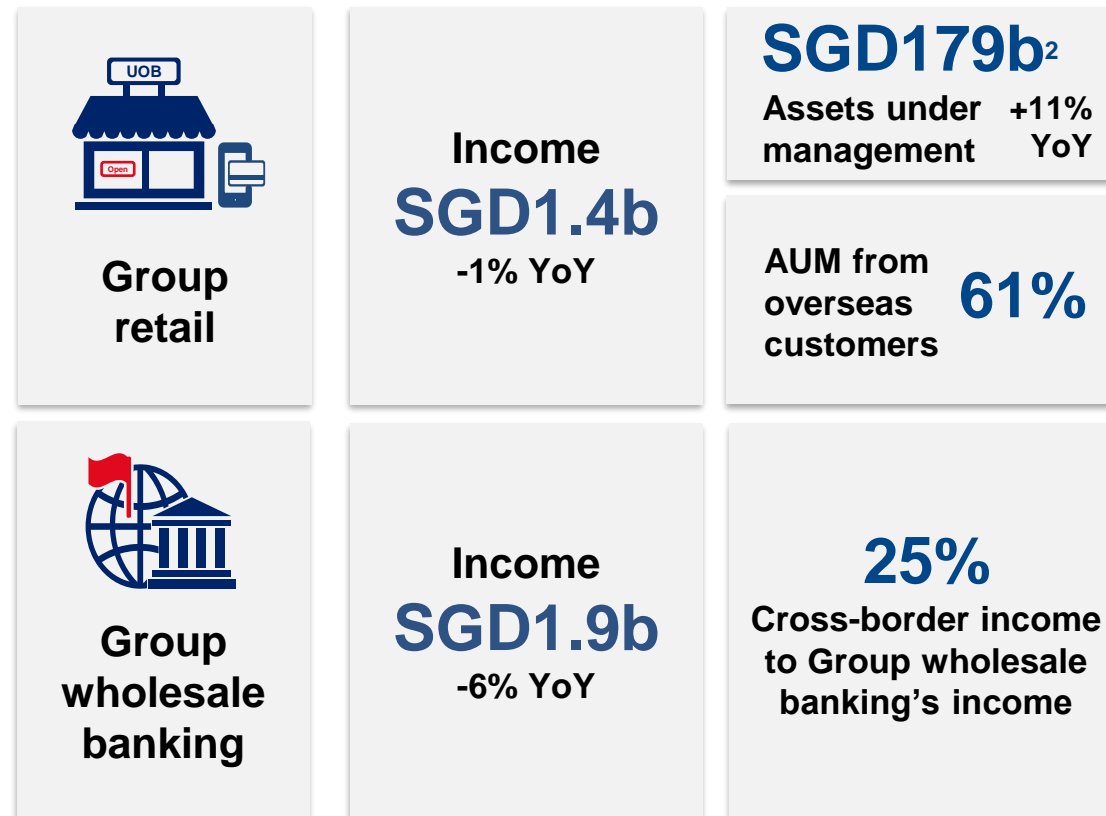 UOB
Open
Group
retail
Income
SGD1.4b
-1% YoY
SGD179b2
Assets under +11%
management YoY
AUM from
overseas
customers
61%
Group
wholesale
banking
Income
SGD1.9b
-6% YoY
25%
Cross-border income
to Group wholesale
banking’s income